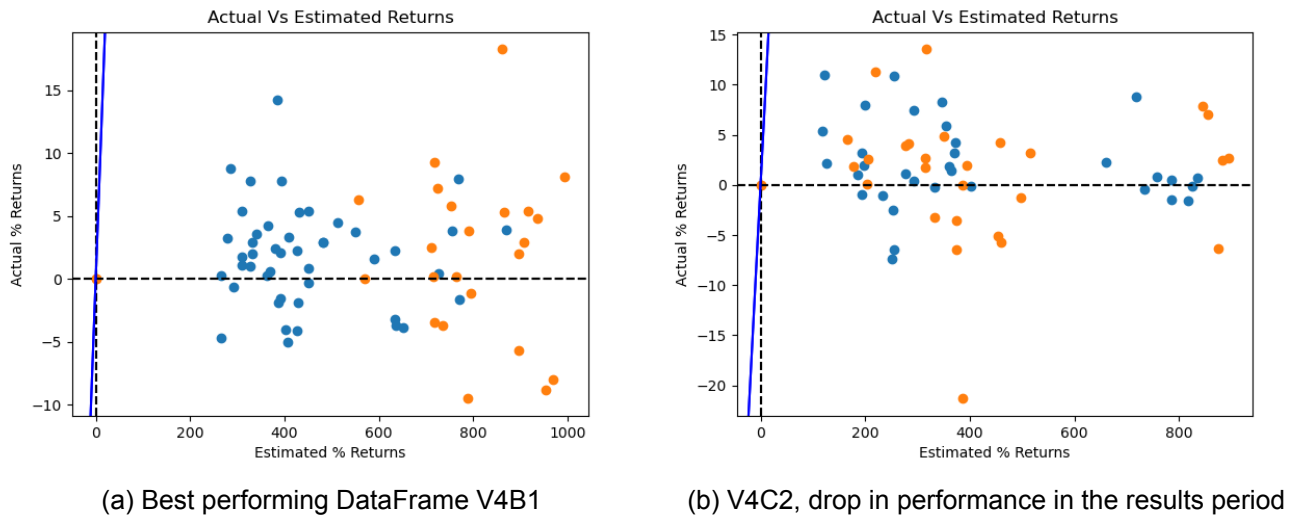 Actual Vs Estimated Returns
15
10
5
0
−5
−10
Actual % Returns
0 200 400 600 800 1000
Estimated % Returns
(a) Best performing DataFrame V4B1
Actual Vs Estimated Returns
15
10
5
0
−5
−10
−15
−20
Actual % Returns
0 200 400 600 800
Estimated % Returns
(b) V4C2, drop in performance in the results period